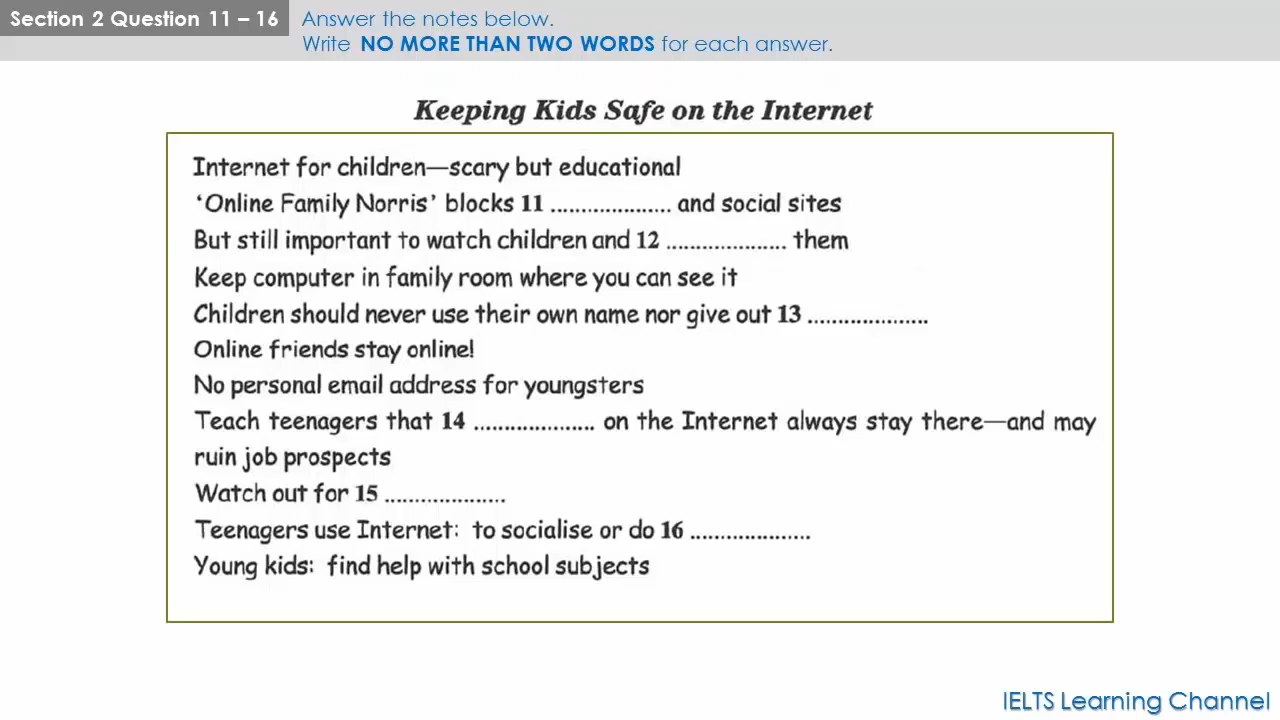 Section 2 Question 11 – 16
Answer the notes below.
Write NO MORE THAN TWO WORDS for each answer.
Keeping Kids Safe on the Internet
Internet for children—scary but educational
'Online Family Norris' blocks 11 .................... and social sites
But still important to watch children and 12 .................... them
Keep computer in family room where you can see it
Children should never use their own name nor give out 13 ....................
Online friends stay online!
No personal email address for youngsters
Teach teenagers that 14 .................... on the Internet always stay there—and may
ruin job prospects
Watch out for 15 ....................
Teenagers use Internet: to socialise or do 16 ....................
Young kids: find help with school subjects
IELTS Learning Channel